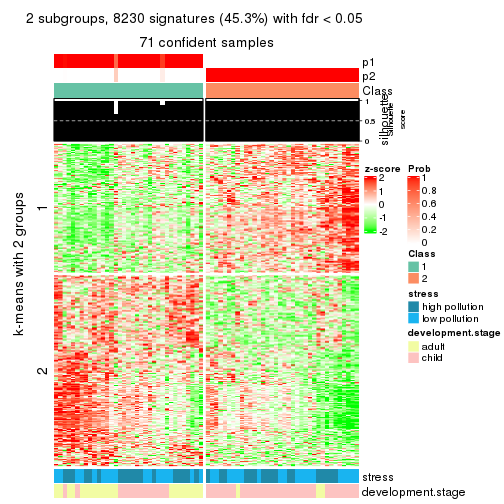 2 subgroups, 8230 signatures (45.3%) with fdr < 0.05
71 confident samples
p1
p2
Class
silhouette
Silhouette
score
1
0.5
0
k-means with 2 groups
1
2
z-score
2
1
0
-1
-2
Prob
1
0.8
0.6
0.4
0.2
0
Class
1
2
stress
high pollution
low pollution
development.stage
adult
child
stress
development.stage